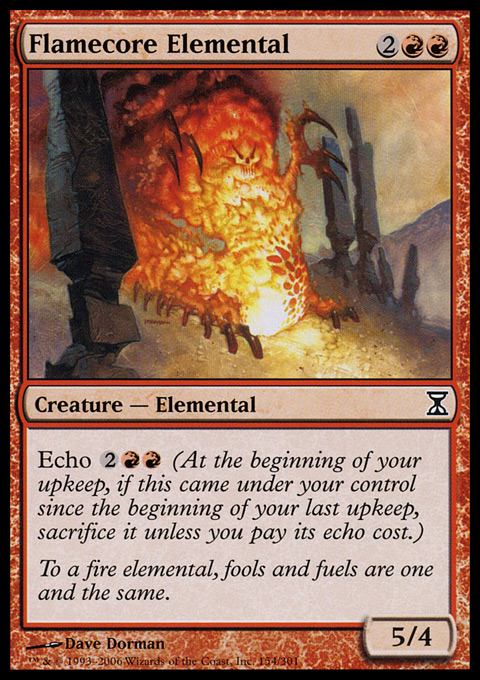 Flamecore Elemental 2
Creature — Elemental
Echo 2 (At the beginning of your
upkeep, if this came under your control
since the beginning of your last upkeep,
sacrifice it unless you pay its echo cost.)
To a fire elemental, fools and fuels are one
and the same.
5/4
Dave Dorman
™ & © 1993–2006 Wizards of the Coast, Inc. 154/301